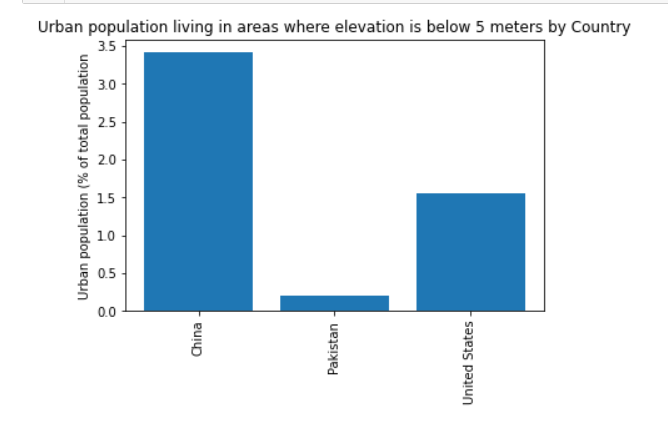 Urban population living in areas where elevation is below 5 meters by Country
Urban population (% of total population
3.5
3.0
2.5
2.0
1.5
1.0
0.5
0.0
China
Pakistan
United States